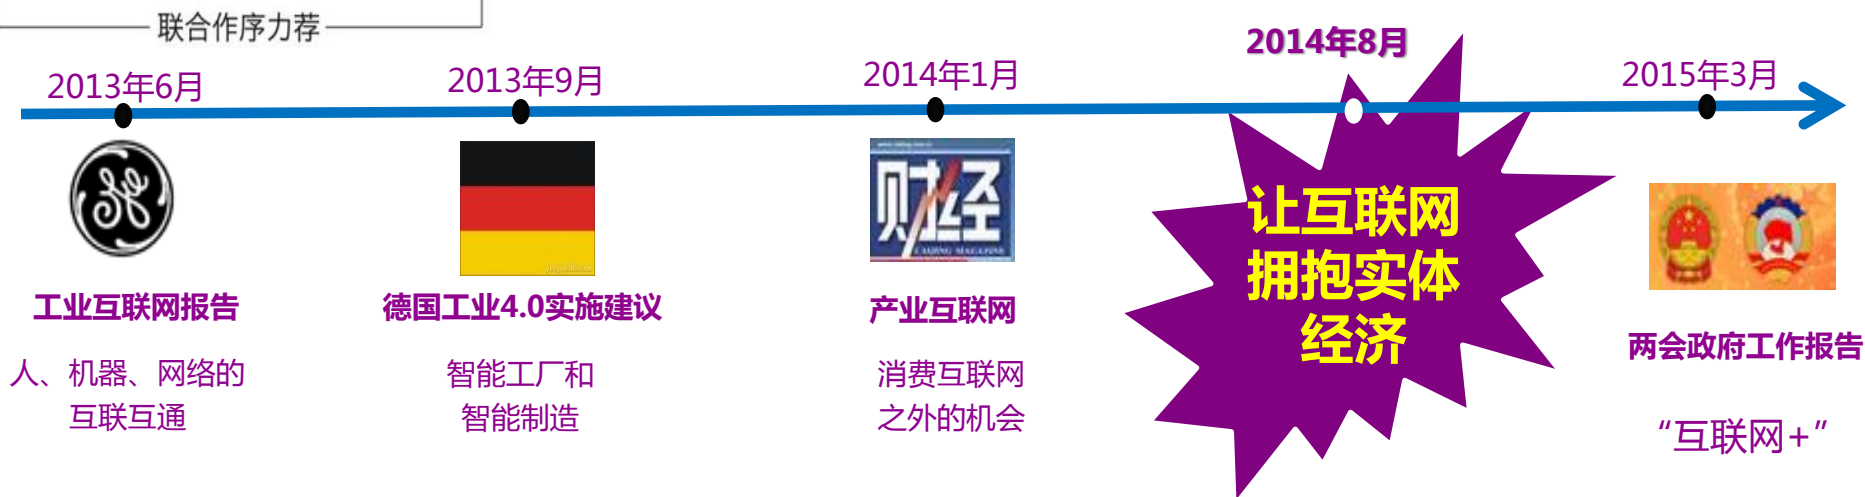 联合作序力荐
2013年6月
2013年9月
2014年1月
2014年8月
2015年3月
财经
CAIJING MAGAZINE
让互联网
拥抱实体
经济
工业互联网报告
德国工业4.0实施建议
产业互联网
两会政府工作报告
人、机器、网络的
互联互通
智能工厂和
智能制造
消费互联网
之外的机会
“互联网+”